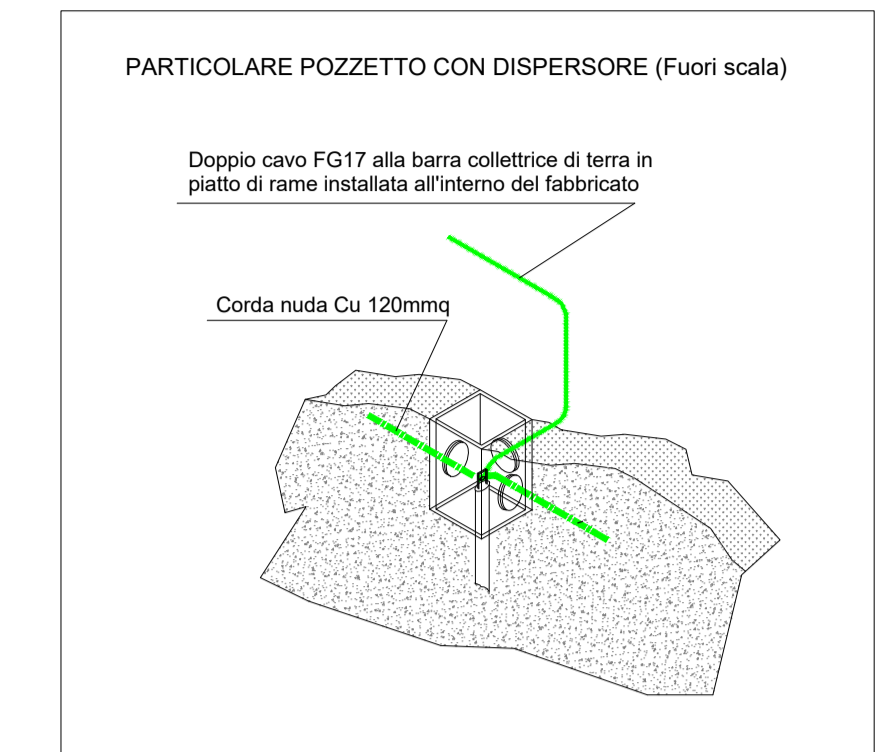 PARTICOLARE POZZETTO CON DISPERSORE (Fuori scala)
Doppio cavo FG17 alla barra collettrice di terra in
piatto di rame installata all'interno del fabbricato
Corda nuda Cu 120mmq